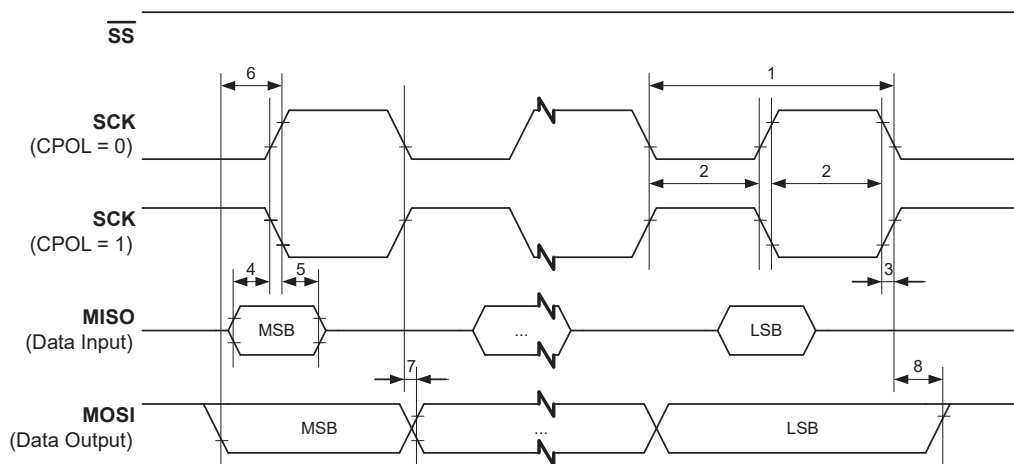 SS
6
1
SCK
(CPOL = 0)
2
2
SCK
(CPOL = 1)
4
5
3
MISO
(Data Input)
MSB
...
LSB
7
8
MOSI
(Data Output)
MSB
...
LSB